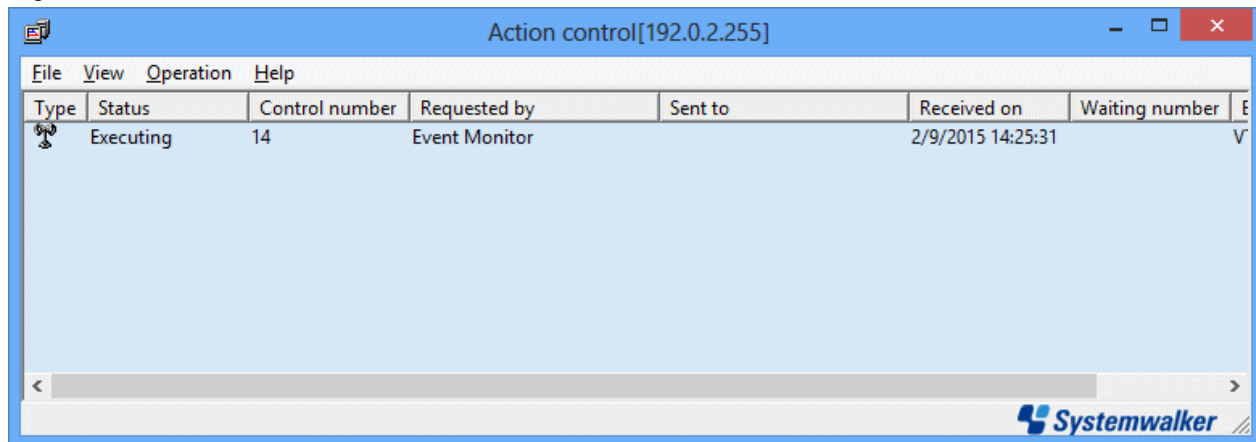 Action control[192.0.2.255]
File View Operation Help
Type Status Control number Requested by Sent to Received on Waiting number
Executing 14 Event Monitor 2/9/2015 14:25:31
Systemwalker